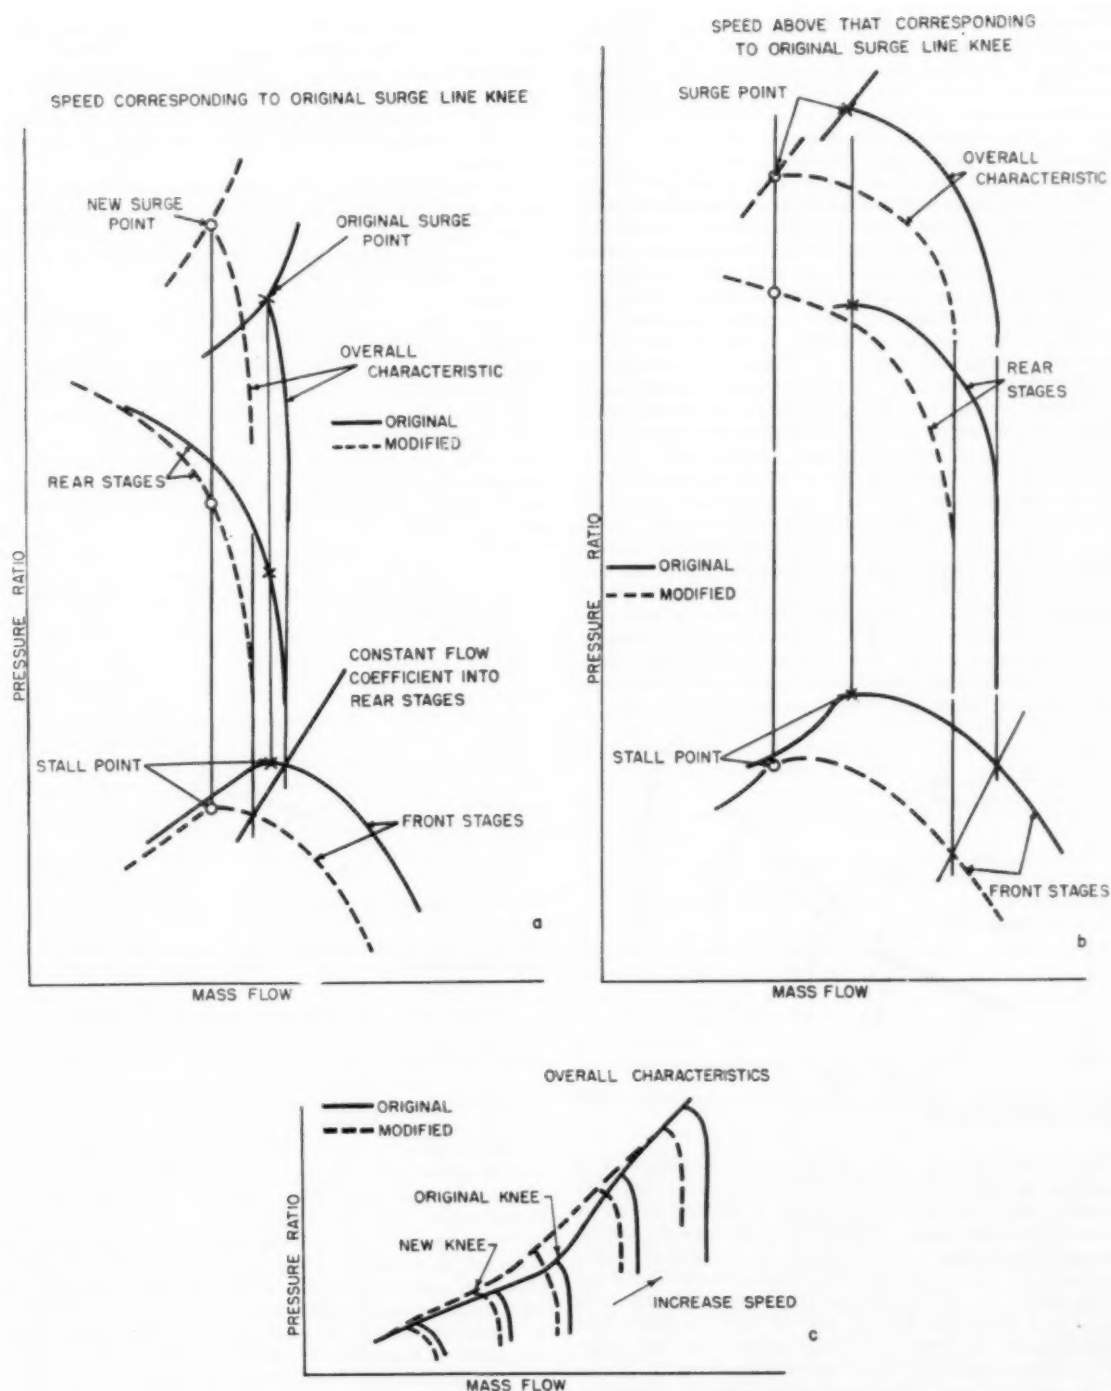 SPEED CORRESPONDING TO ORIGINAL SURGE LINE KNEE
NEW SURGE
POINT
ORIGINAL SURGE
POINT
OVERALL
CHARACTERISTIC
ORIGINAL
MODIFIED
REAR STAGES
CONSTANT FLOW
COEFFICIENT INTO
REAR STAGES
STALL POINT
FRONT STAGES
PRESSURE RATIO
MASS FLOW
a
SPEED ABOVE THAT CORRESPONDING
TO ORIGINAL SURGE LINE KNEE
SURGE POINT
OVERALL
CHARACTERISTIC
REAR
STAGES
ORIGINAL
MODIFIED
STALL POINT
FRONT STAGES
PRESSURE RATIO
MASS FLOW
b
OVERALL CHARACTERISTICS
ORIGINAL
MODIFIED
ORIGINAL KNEE
NEW KNEE
INCREASE SPEED
PRESSURE RATIO
MASS FLOW
c